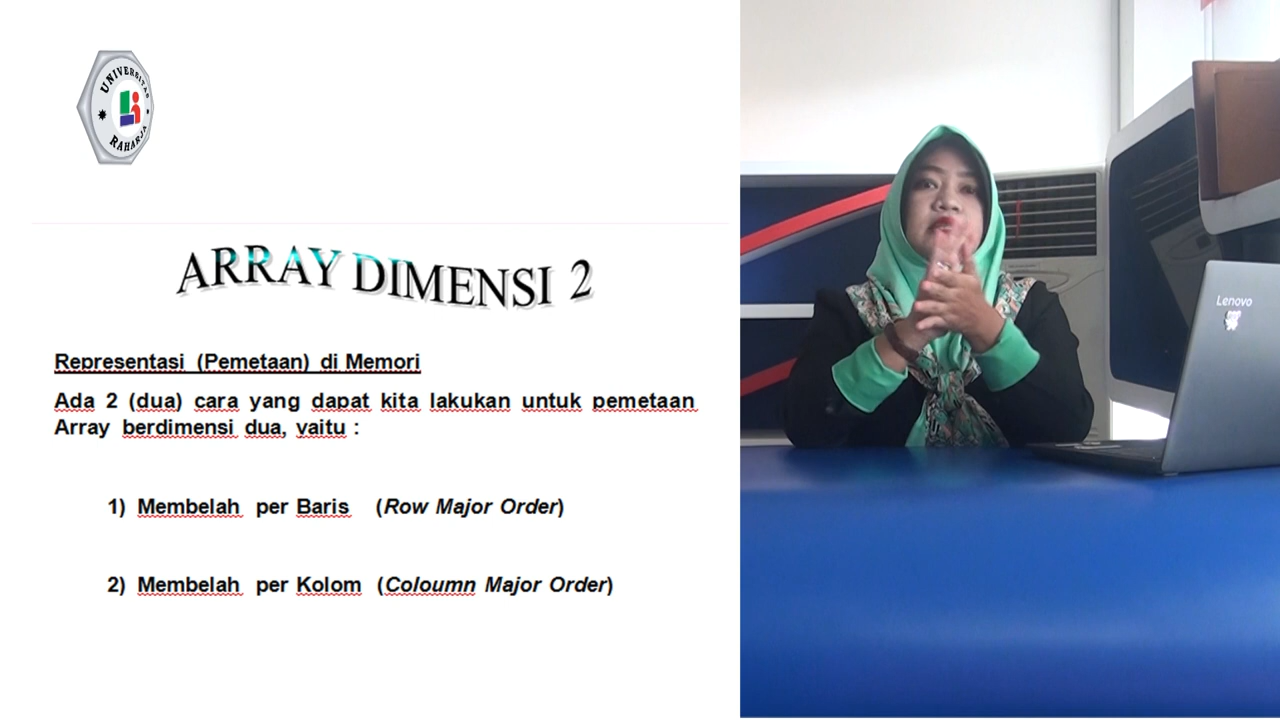 UNIVERSITAS
RAHARJA
ARRAY DIMENSI 2
Representasi (Pemetaan) di Memori
Ada 2 (dua) cara yang dapat kita lakukan untuk pemetaan
Array berdimensi dua, yaitu :
1) Membelah per Baris (Row Major Order)
2) Membelah per Kolom (Coloumn Major Order)
Lenovo